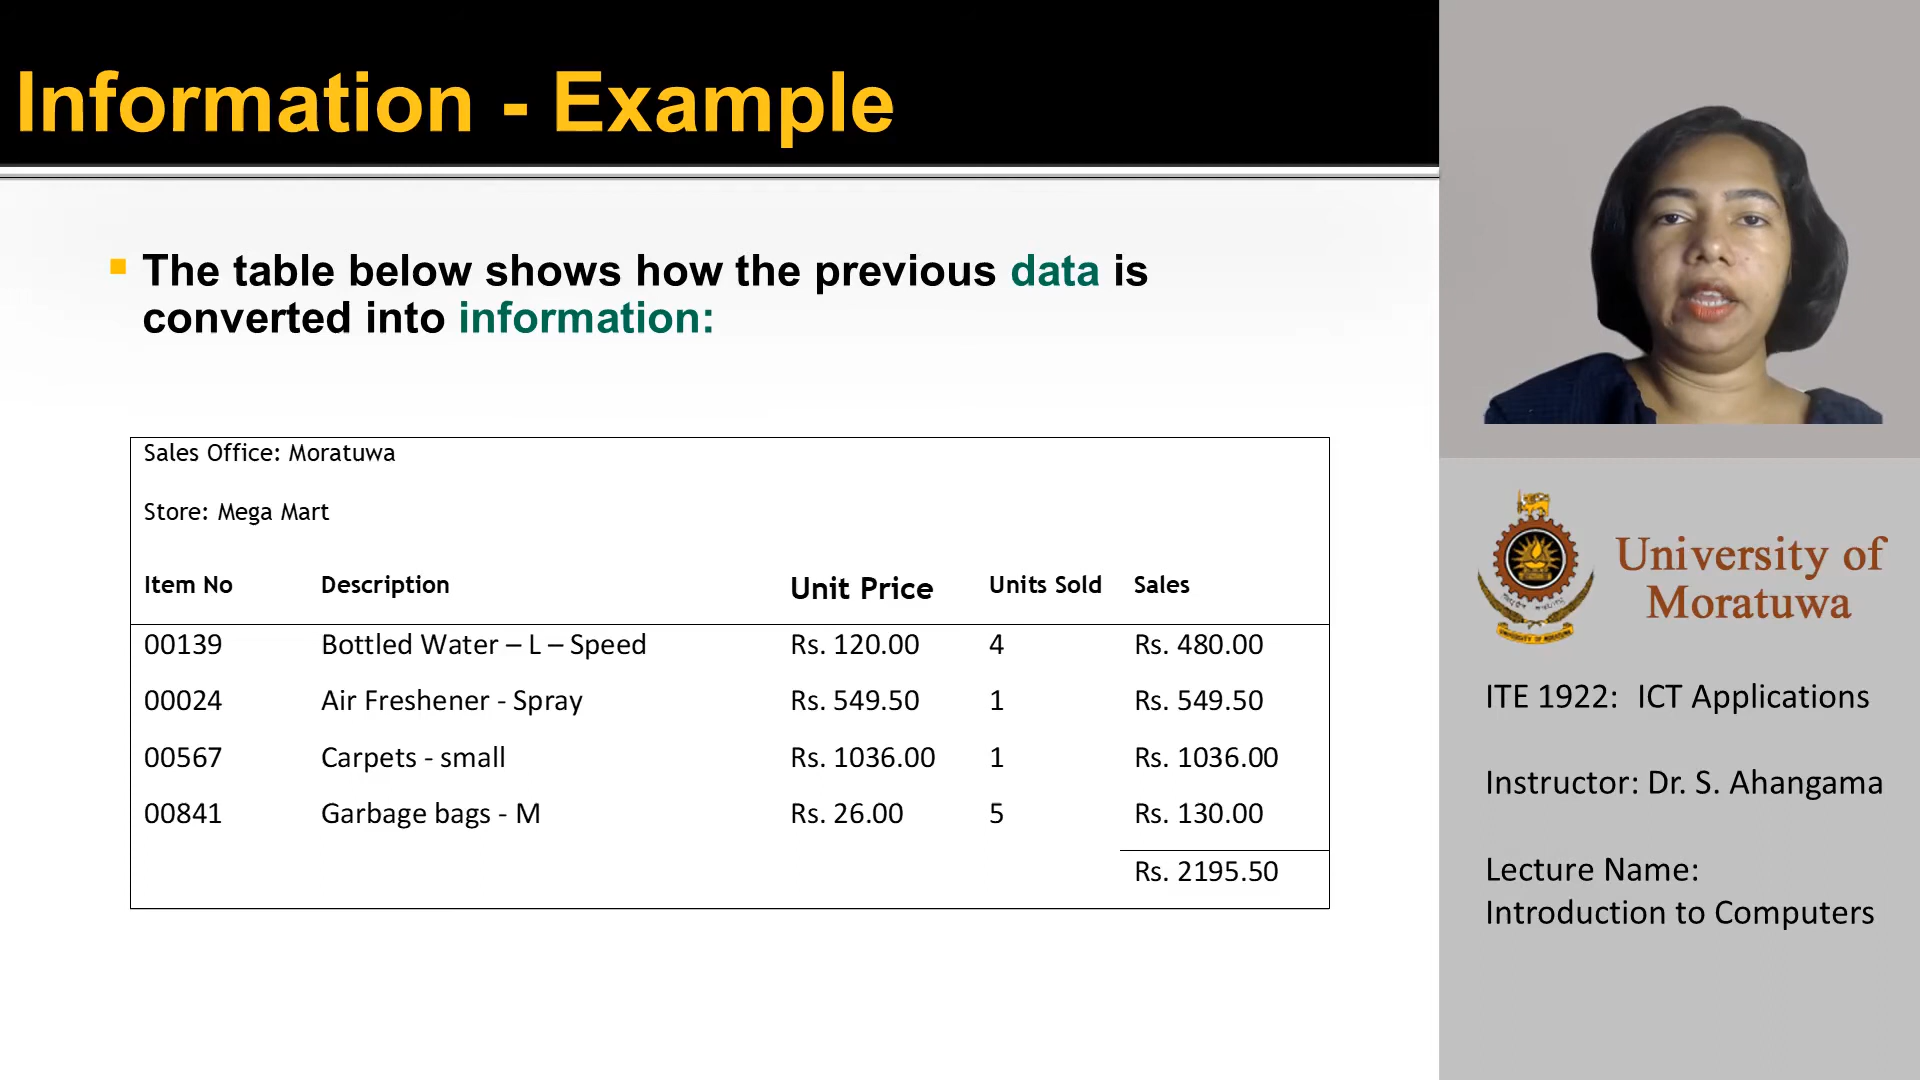 Information - Example
The table below shows how the previous data is
converted into information:
Sales Office: Moratuwa
Store: Mega Mart
Item No Description Unit Price Units Sold Sales
00139 Bottled Water – L – Speed Rs. 120.00 4 Rs. 480.00
00024 Air Freshener - Spray Rs. 549.50 1 Rs. 549.50
00567 Carpets - small Rs. 1036.00 1 Rs. 1036.00
00841 Garbage bags - M Rs. 26.00 5 Rs. 130.00
Rs. 2195.50
University of
Moratuwa
ITE 1922: ICT Applications
Instructor: Dr. S. Ahangama
Lecture Name:
Introduction to Computers